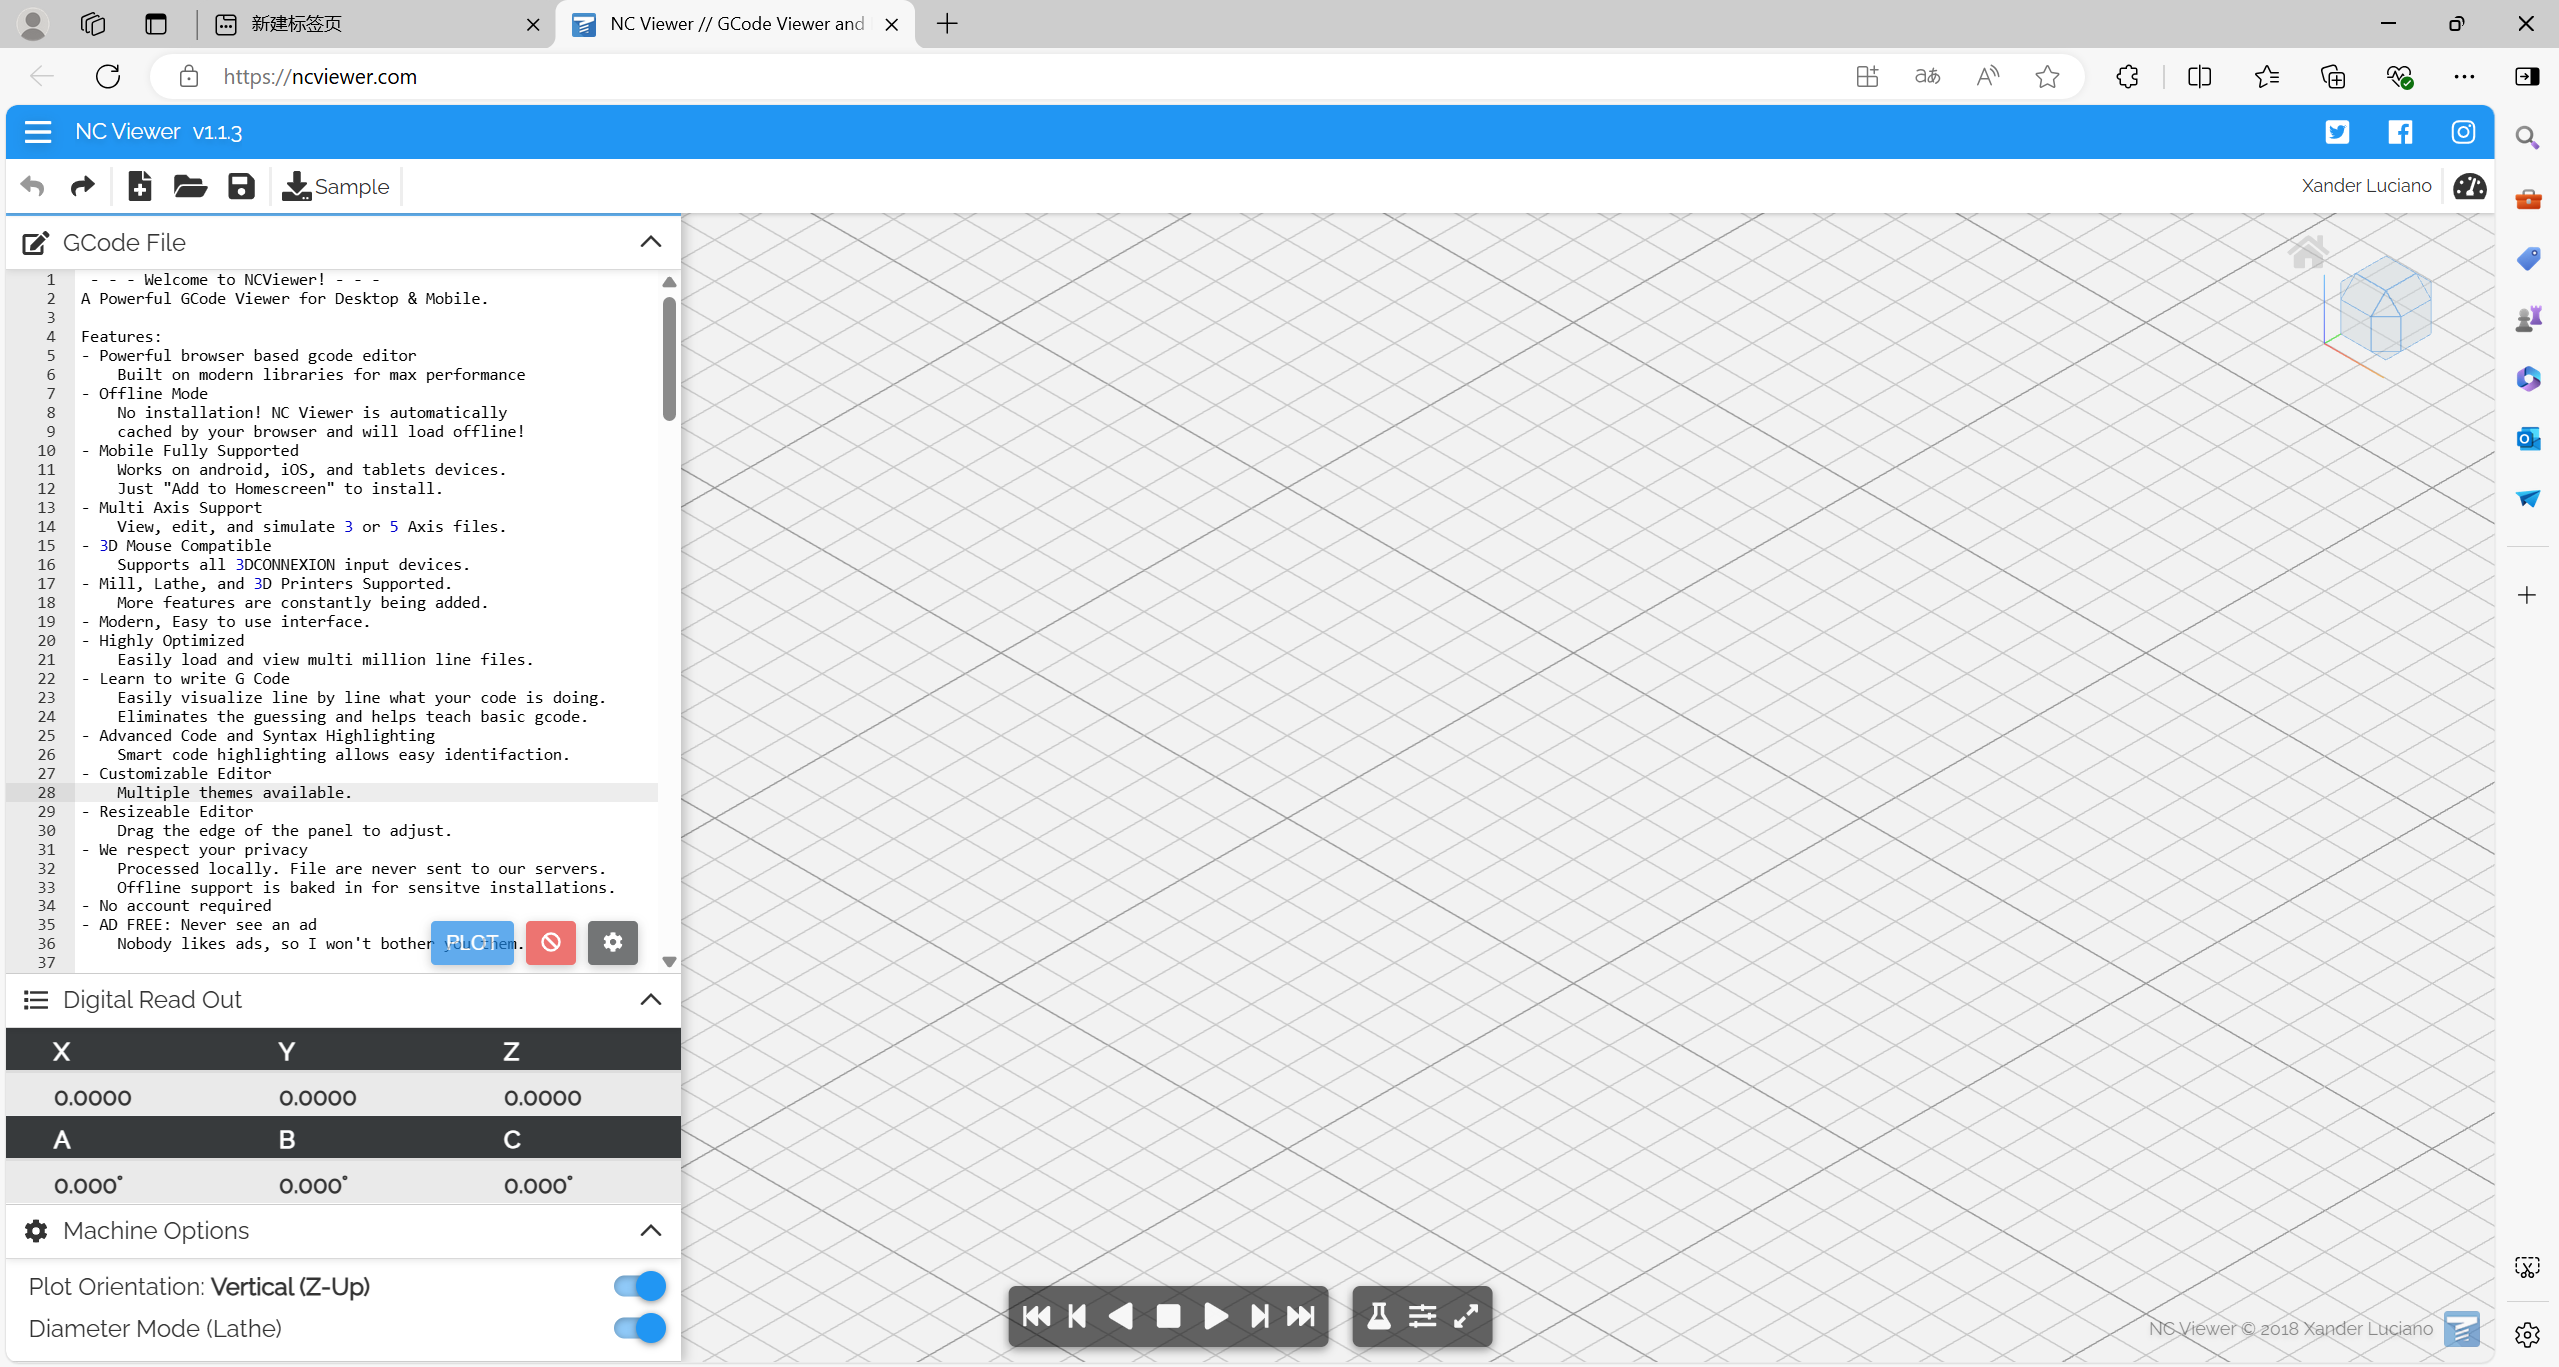 新建标签页
NC Viewer // GCode Viewer and
https://ncviewer.com
aあ
NC Viewer v1.1.3
Sample
Xander Luciano
GCode File
1 - - - Welcome to NCViewer! - - -
2 A Powerful GCode Viewer for Desktop & Mobile.
3
4 Features:
5 - Powerful browser based gcode editor
6 Built on modern libraries for max performance
7 - Offline Mode
8 No installation! NC Viewer is automatically
9 cached by your browser and will load offline!
10 - Mobile Fully Supported
11 Works on android, iOS, and tablets devices.
12 Just "Add to Homescreen" to install.
13 - Multi Axis Support
14 View, edit, and simulate 3 or 5 Axis files.
15 - 3D Mouse Compatible
16 Supports all 3DCONNEXION input devices.
17 - Mill, Lathe, and 3D Printers Supported.
18 More features are constantly being added.
19 - Modern, Easy to use interface.
20 - Highly Optimized
21 Easily load and view multi million line files.
22 - Learn to write G Code
23 Easily visualize line by line what your code is doing.
24 Eliminates the guessing and helps teach basic gcode.
25 - Advanced Code and Syntax Highlighting
26 Smart code highlighting allows easy identifaction.
27 - Customizable Editor
28 Multiple themes available.
29 - Resizeable Editor
30 Drag the edge of the panel to adjust.
31 - We respect your privacy
32 Processed locally. File are never sent to our servers.
33 Offline support is baked in for sensitve installations.
34 - No account required
35 - AD FREE: Never see an ad
36 Nobody likes ads, so I won't bother you them.
PLOT
37
Digital Read Out
X Y Z
0.0000 0.0000 0.0000
A B C
0.000° 0.000° 0.000°
Machine Options
Plot Orientation: Vertical (Z-Up)
Diameter Mode (Lathe)
NC Viewer © 2018 Xander Luciano